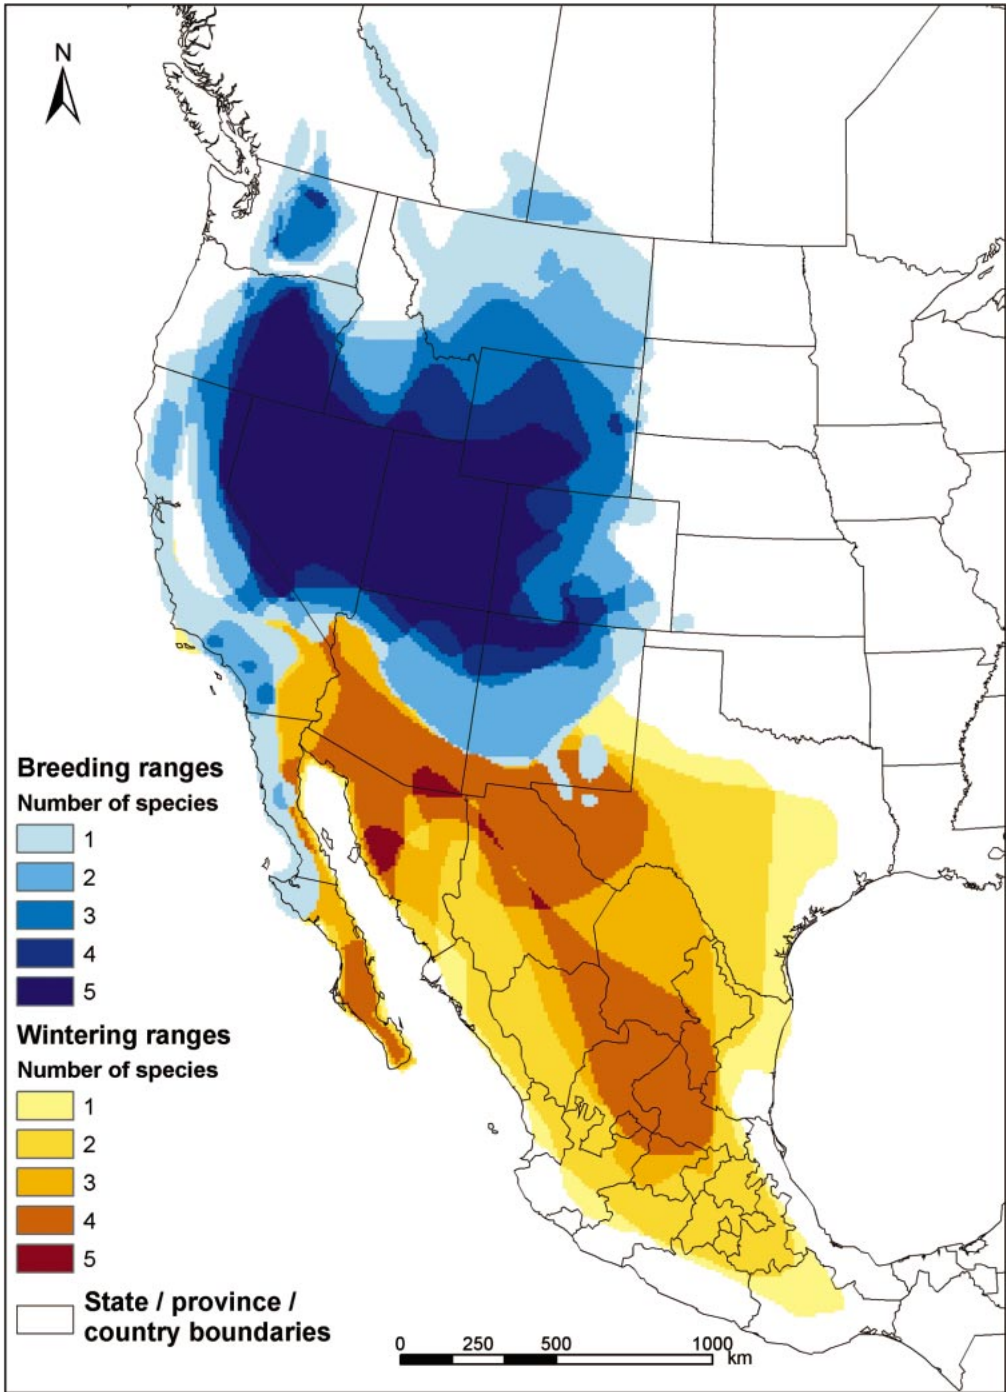 N
Breeding ranges
Number of species
1
2
3
4
5
Wintering ranges
Number of species
1
2
3
4
5
State / province /
country boundaries
0 250 500 1000
km